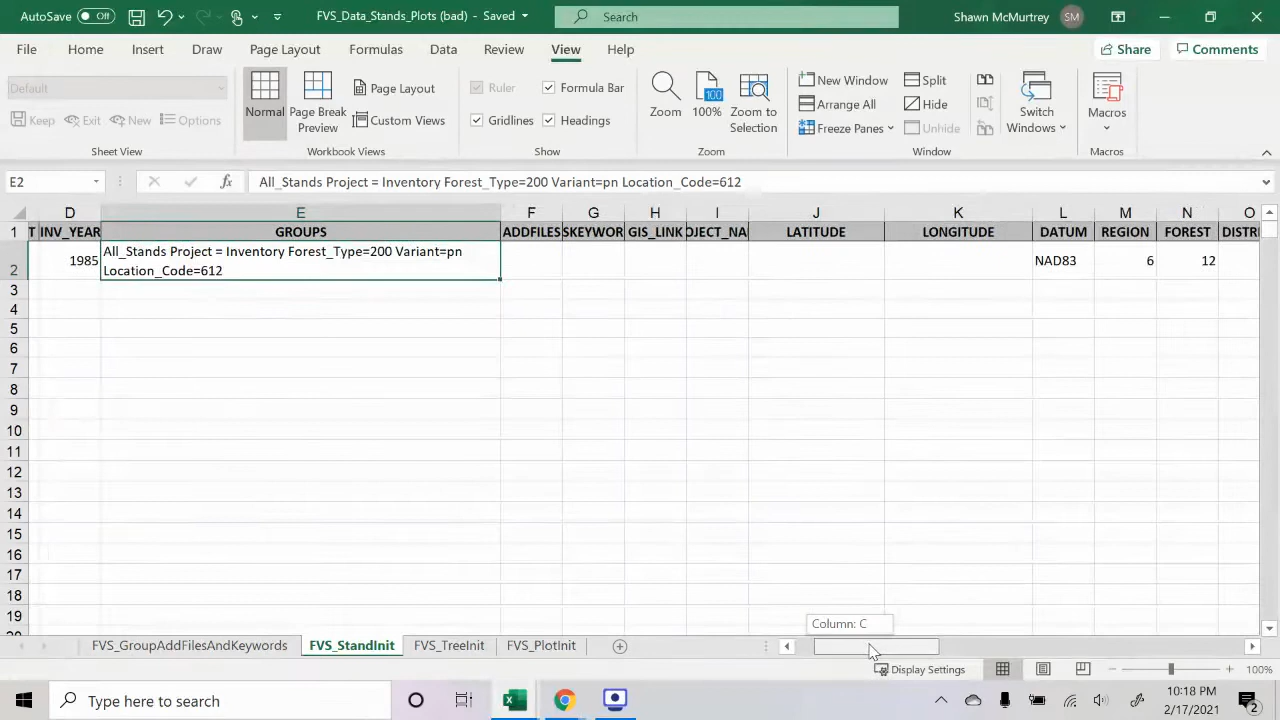 AutoSave Off FVS_Data_Stands_Plots (bad) - Saved Search Shawn McMurtrey SM
File Home Insert Draw Page Layout Formulas Data Review View Help Share Comments
Default
Keep Exit New Options
Sheet View
Normal
Page Break Preview
Page Layout
Custom Views
Workbook Views
Ruler Formula Bar
Gridlines Headings
Show
Zoom
100
100%
Zoom to Selection
Zoom
New Window
Arrange All
Freeze Panes
Split
Hide
Unhide
Switch Windows
Window
Macros
Macros
E2 fx All_Stands Project = Inventory Forest_Type=200 Variant=pn Location_Code=612
D E F G H I J K L M N O
1 T INV_YEAR GROUPS ADDFILES SKEYWOR GIS_LINK OJECT_NA LATITUDE LONGITUDE DATUM REGION FOREST DISTRI
2 1985 All_Stands Project = Inventory Forest_Type=200 Variant=pn
Location_Code=612 NAD83 6 12
3
4
5
6
7
8
9
10
11
12
13
14
15
16
17
18
19
Column: C
FVS_GroupAddFilesAndKeywords FVS_StandInit FVS_TreeInit FVS_PlotInit
Display Settings 100%
Type here to search
10:18 PM
2/17/2021
2